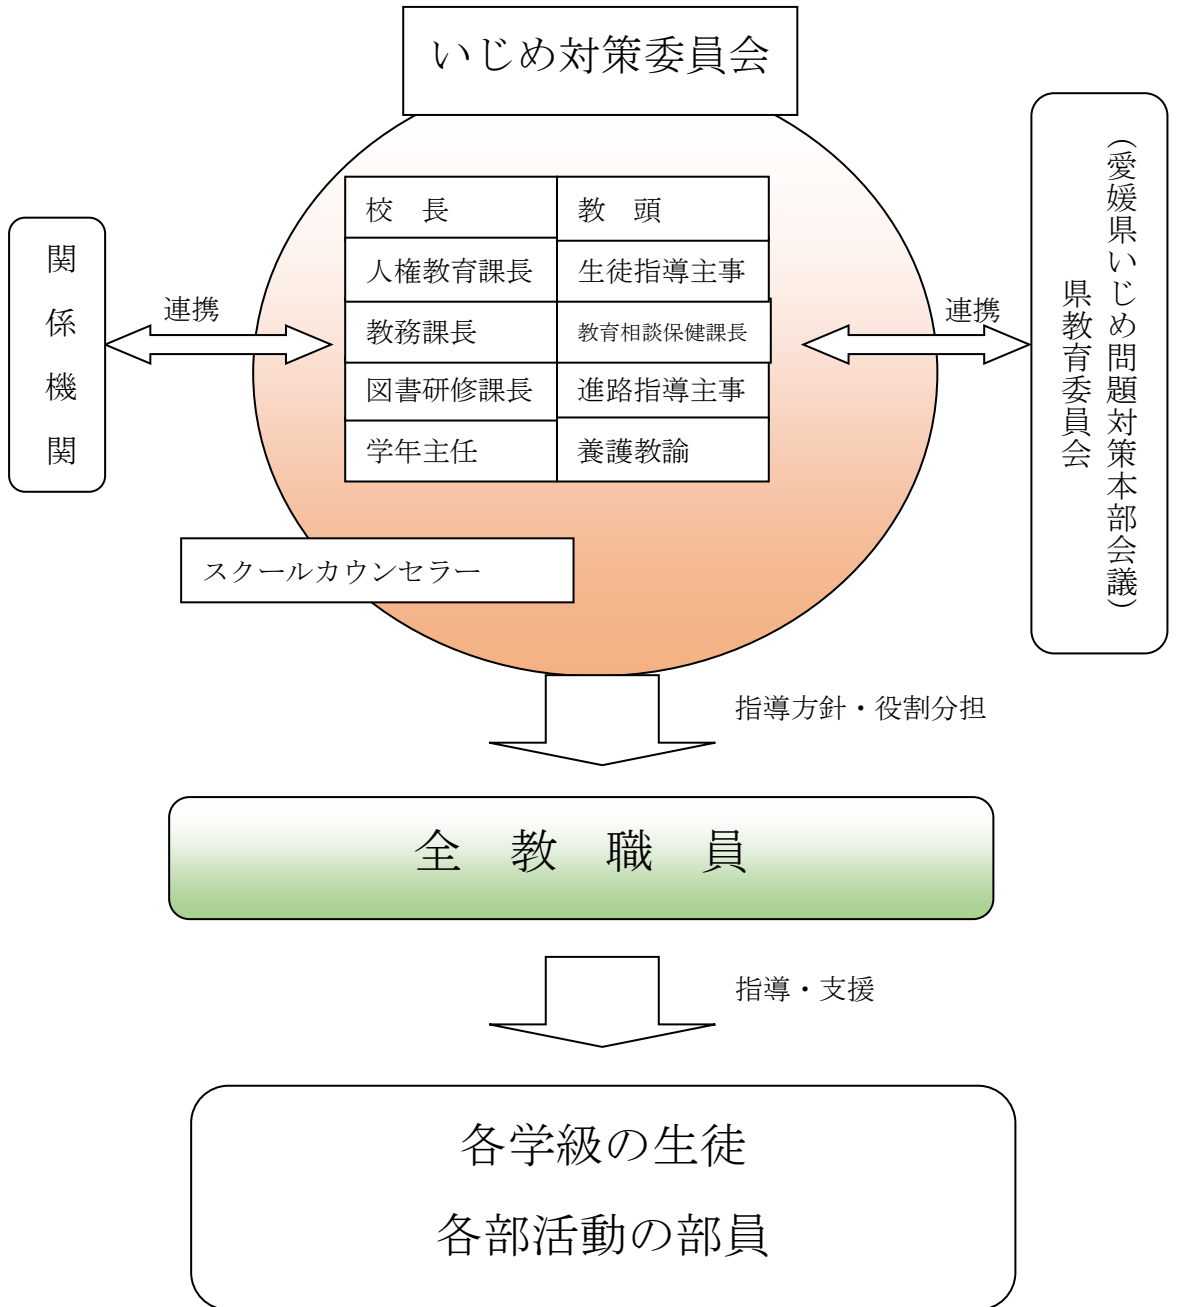 いじめ対策委員会
校　長
教　頭
人権教育課長
生徒指導主事
教務課長
教育相談保健課長
図書研修課長
進路指導主事
学年主任
養護教諭
スクールカウンセラー
関係機関
連携
連携
県教育委員会
（愛媛県いじめ問題対策本部会議）
指導方針・役割分担
全　教　職　員
指導・支援
各学級の生徒
各部活動の部員